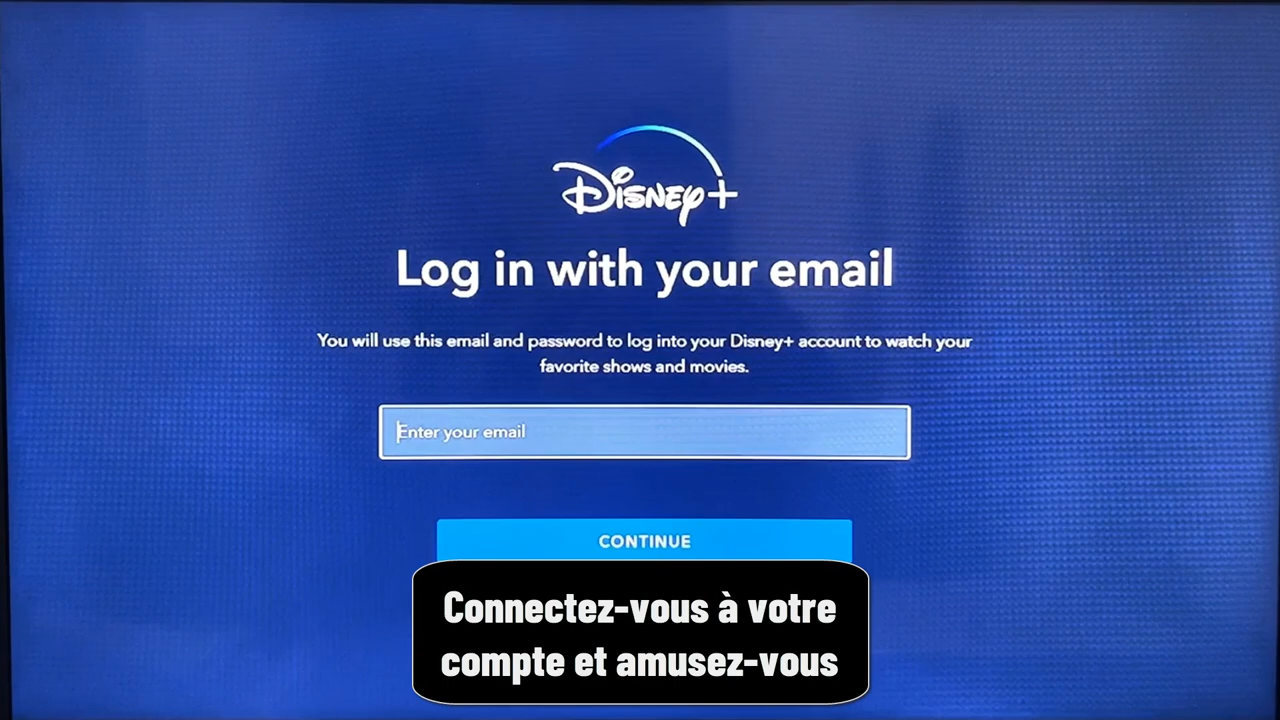 Disney+
Log in with your email
You will use this email and password to log into your Disney+ account to watch your
favorite shows and movies.
Enter your email
CONTINUE
Connectez-vous à votre
compte et amusez-vous